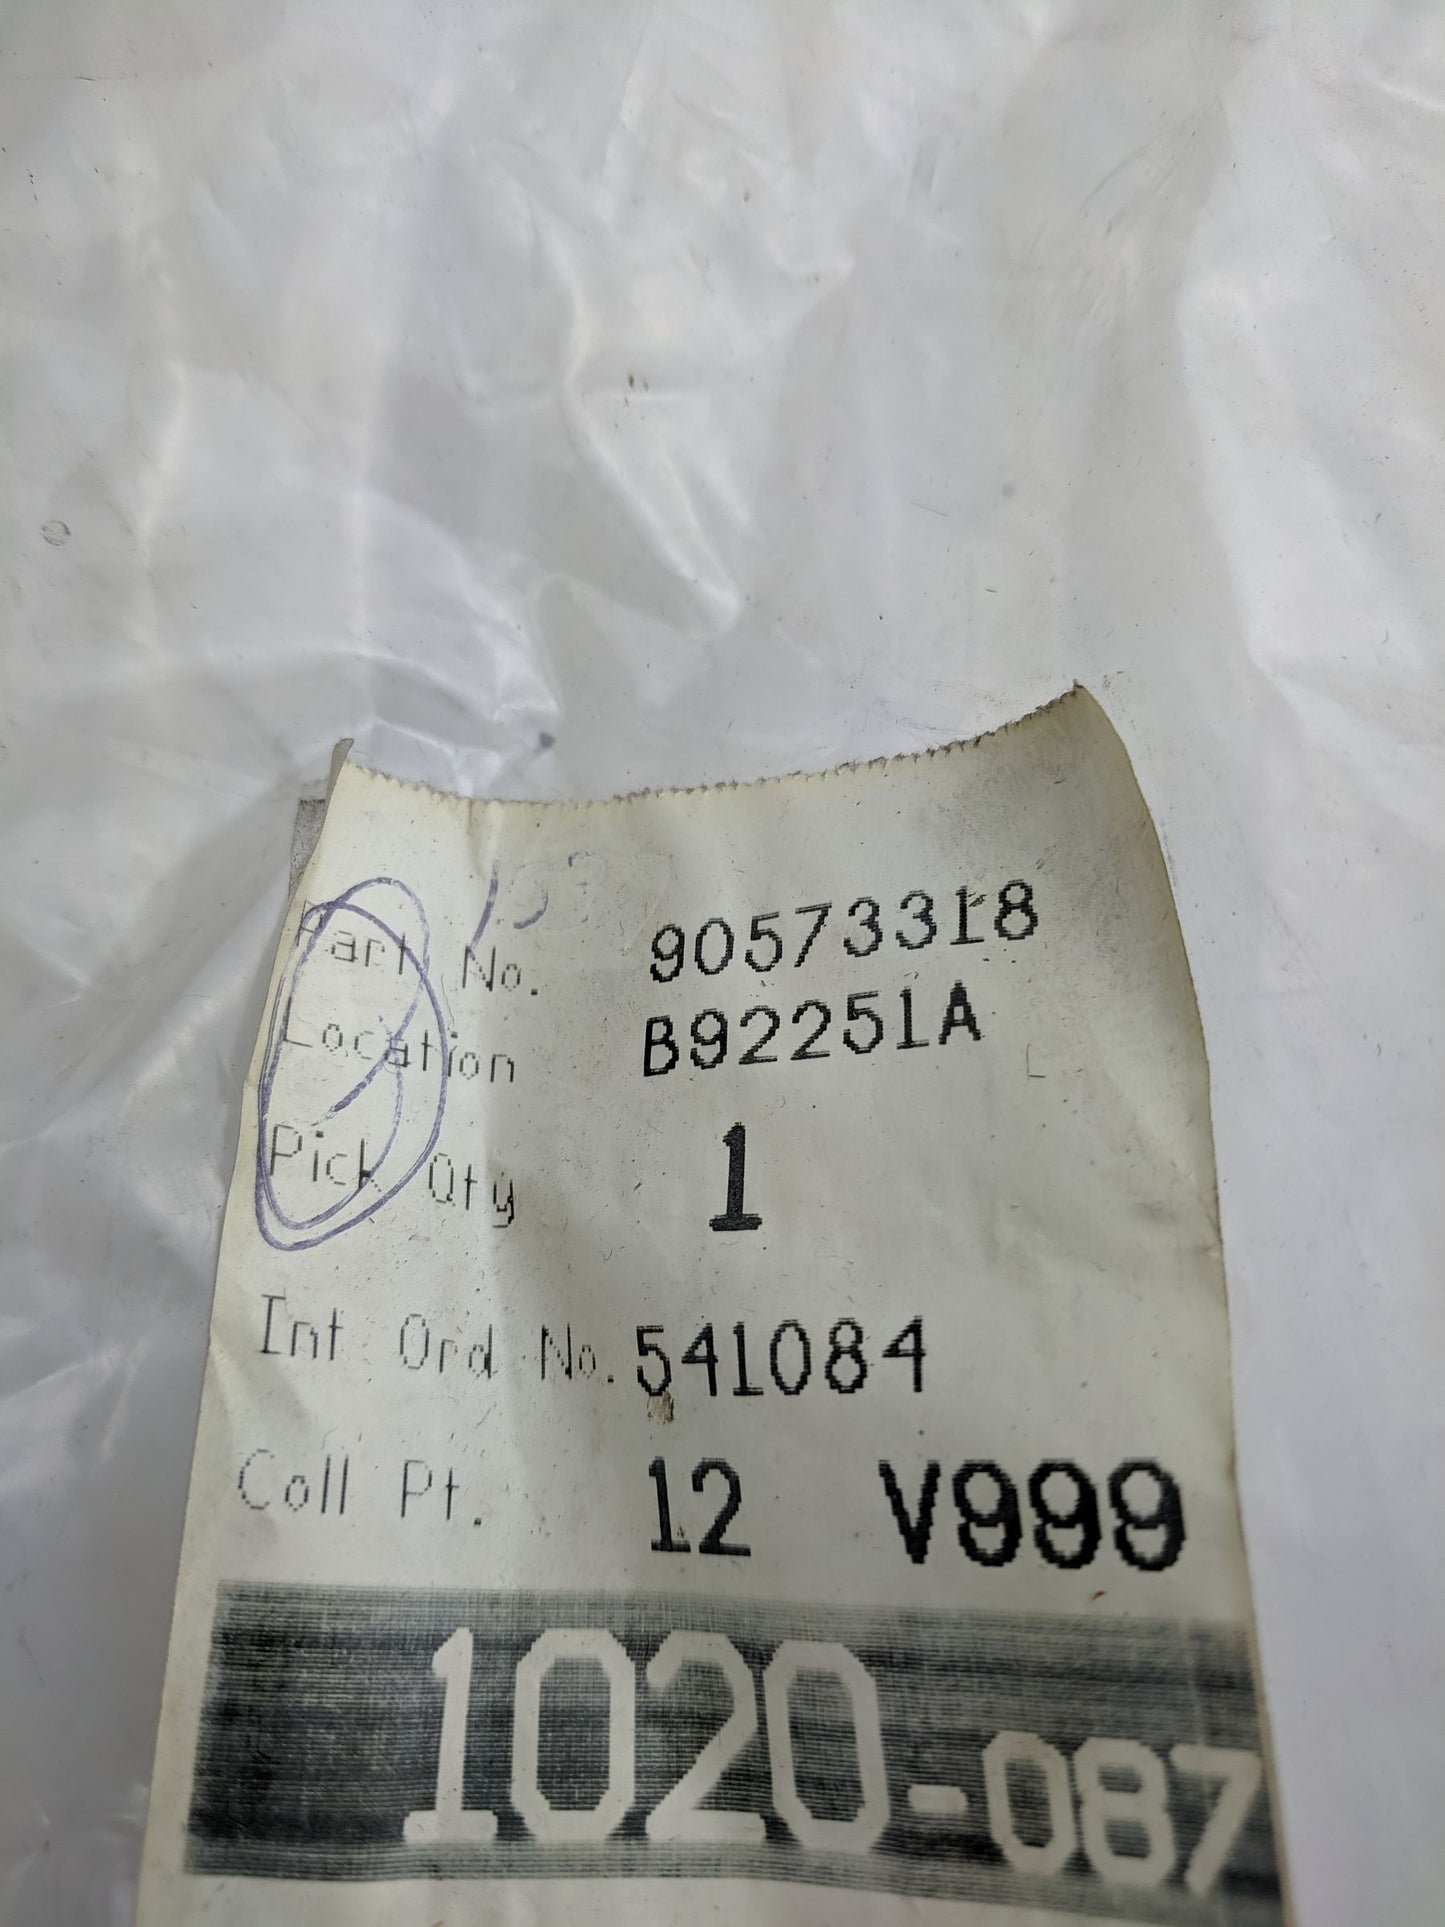 Part No. 90573318
Location B92251A
Pick Qty 1
Int Ord No. 541084
Coll Pt. 12 V999
1020-087